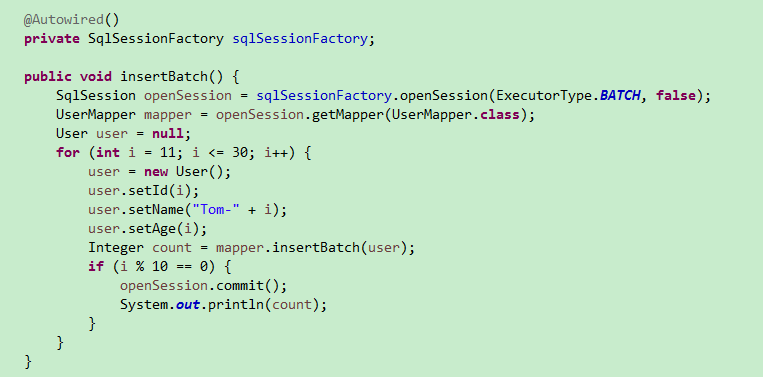 @Autowired()
private SqlSessionFactory sqlSessionFactory;
public void insertBatch() {
SqlSession openSession = sqlSessionFactory.openSession(ExecutorType.BATCH, false);
UserMapper mapper = openSession.getMapper(UserMapper.class);
User user = null;
for (int i = 11; i <= 30; i++) {
user = new User();
user.setId(i);
user.setName("Tom-" + i);
user.setAge(i);
Integer count = mapper.insertBatch(user);
if (i % 10 == 0) {
openSession.commit();
System.out.println(count);
}
}
}